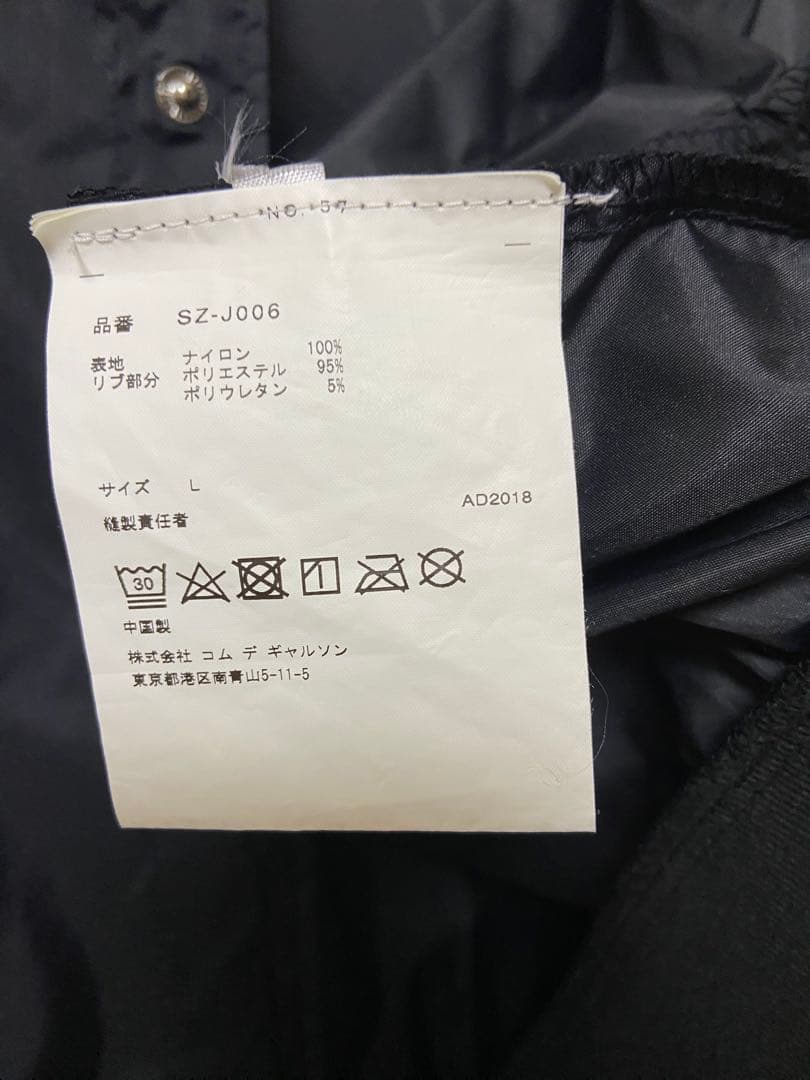 NO. 57
品番 SZ-J006
表地 ナイロン 100%
リブ部分 ポリエステル 95%
ポリウレタン 5%
サイズ L
AD2018
縫製責任者
30
中国製
株式会社 コム デ ギャルソン
東京都港区南青山5-11-5